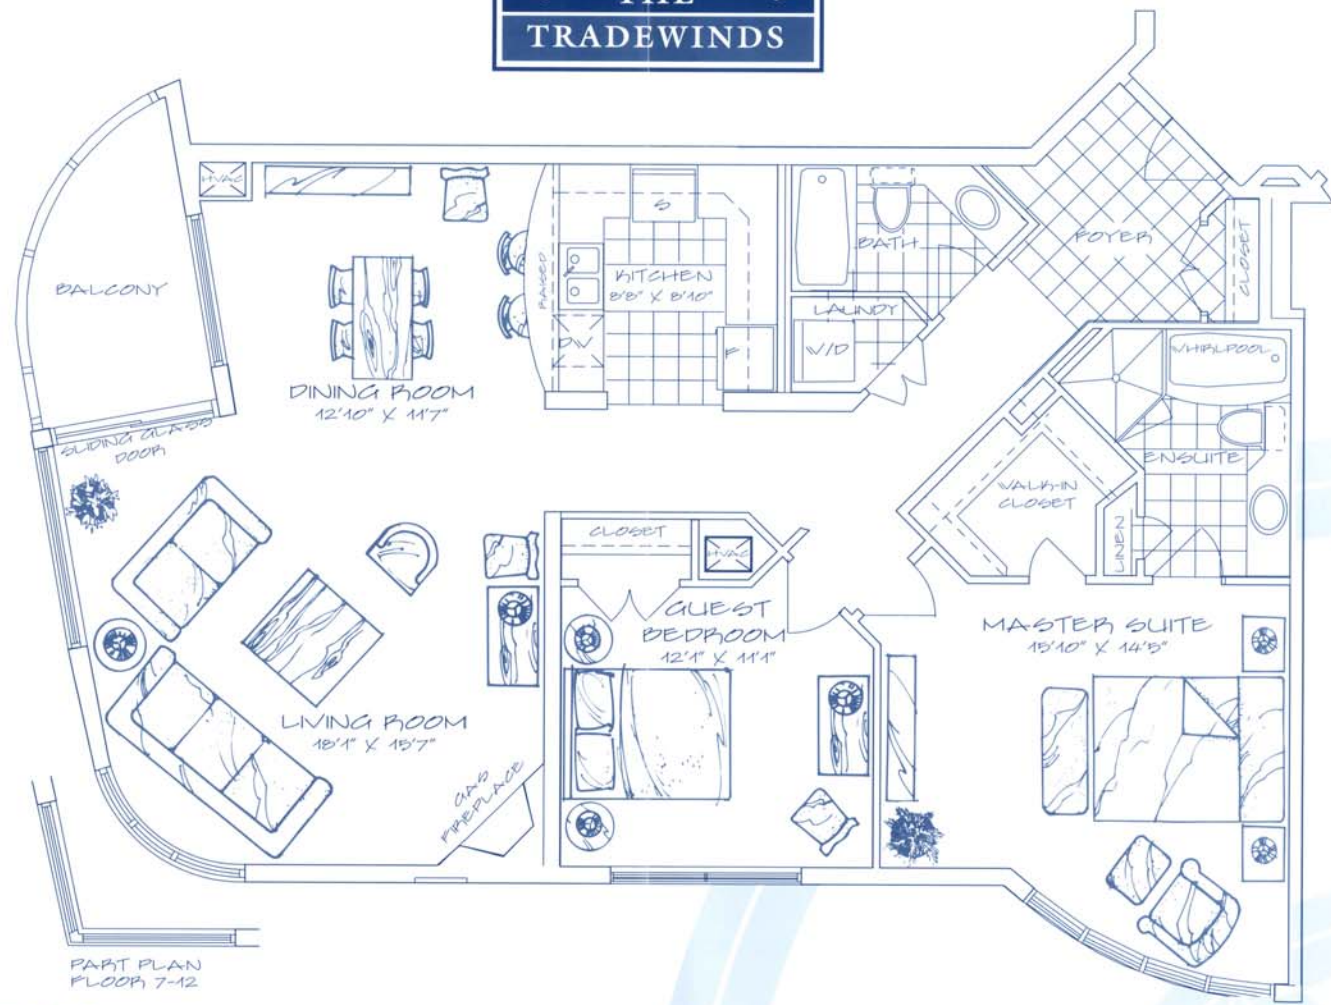 THE
TRADEWINDS
HVAC
BALCONY
DINING ROOM
12'10" X 11'7"
SLIDING GLASS
DOOR
RAISED
S
KITCHEN
8'8" X 8'10"
DW
F
BATH
LAUNDY
W/D
FOYER
CLOSET
WHIRLPOOL
ENSUITE
WALK-IN
CLOSET
LINEN
CLOSET
HVAC
GUEST
BEDROOM
12'1" X 11'1"
MASTER SUITE
15'10" X 14'5"
LIVING ROOM
18'1" X 15'7"
GAS
FIREPLACE
PART PLAN
FLOOR 7-12